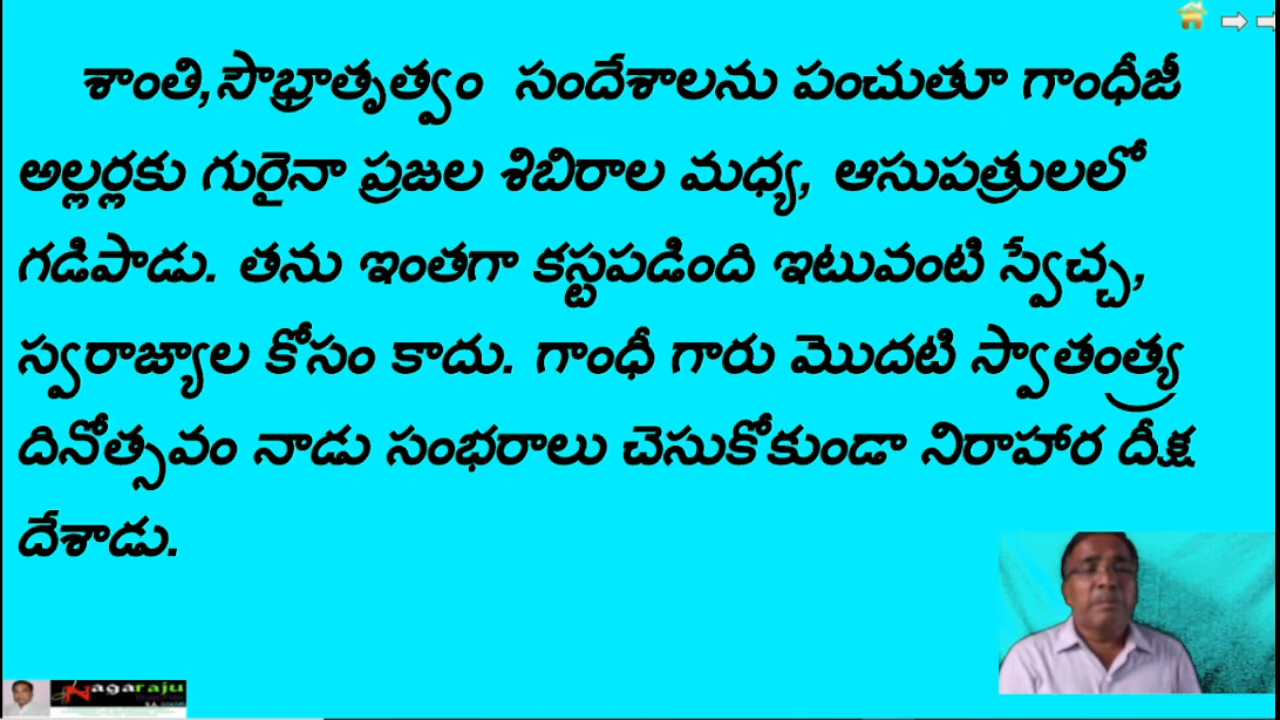 శాంతి,సౌభ్రాతృత్వం సందేశాలను పంచుతూ గాంధీజీ
అల్లర్లకు గురైనా ప్రజల శిబిరాల మధ్య, ఆసుపత్రులలో
గడిపాడు. తను ఇంతగా కస్టపడింది ఇటువంటి స్వేచ్చ,
స్వరాజ్యాల కోసం కాదు. గాంధీ గారు మొదటి స్వాతంత్ర్య
దినోత్సవం నాడు సంభరాలు చెసుకోకుండా నిరాహార దీక్ష
దేశాడు.
Nagaraju